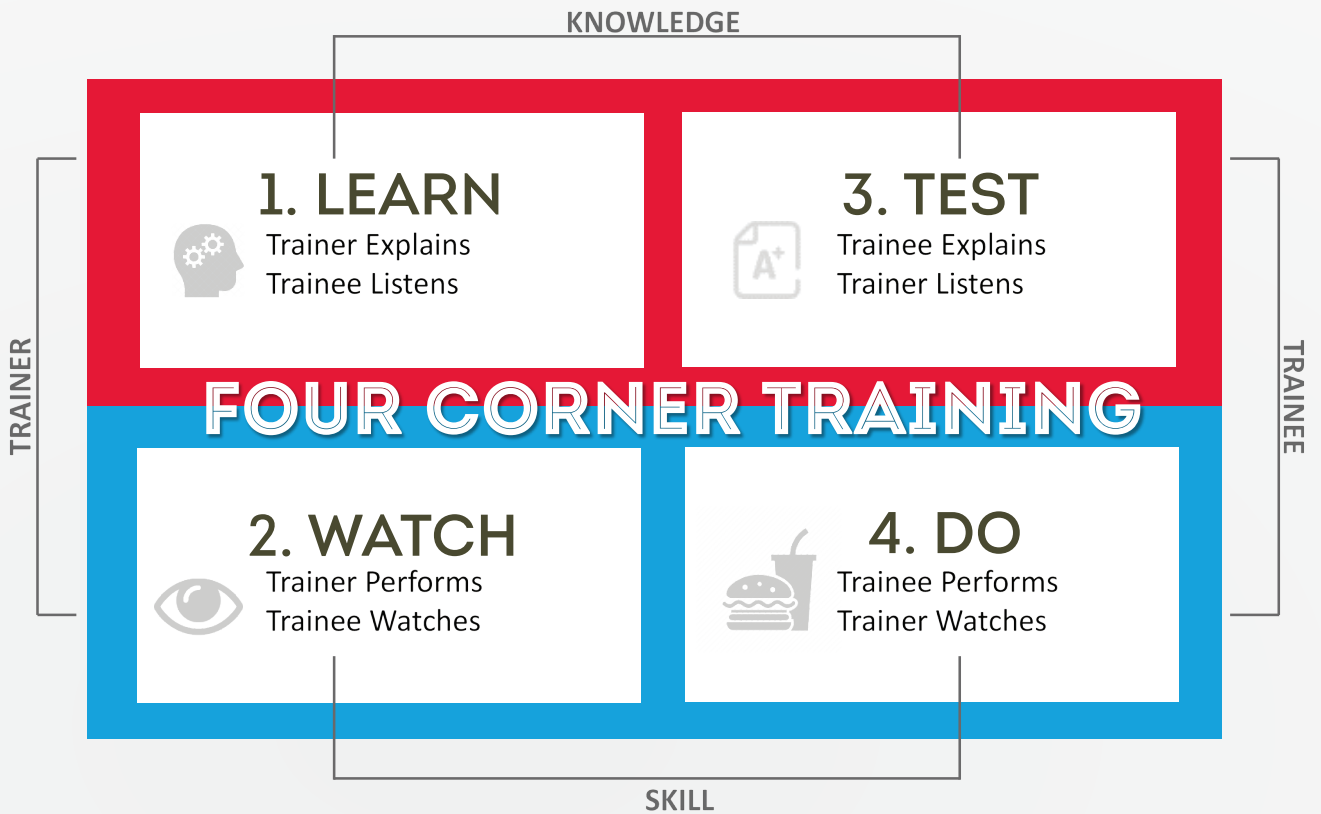 KNOWLEDGE
1. LEARN
Trainer Explains
Trainee Listens
3. TEST
Trainee Explains
Trainer Listens
A+
TRAINER
TRAINEE
FOUR CORNER TRAINING
2. WATCH
Trainer Performs
Trainee Watches
4. DO
Trainee Performs
Trainer Watches
SKILL